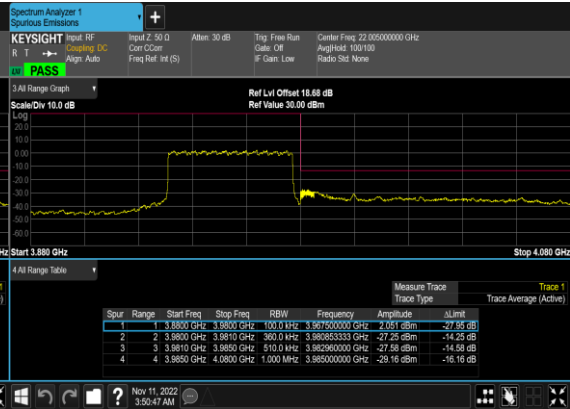 Spectrum Analyzer 1
Spurious Emissions
KEYSIGHT Input: RF Input Z: 50 Ω Atten: 30 dB Trig: Free Run Center Freq: 22.005000000 GHz
R T Coupling: DC Corr CCorr Gate: Off Avg|Hold: 100/100
Align: Auto Freq Ref: Int (S) IF Gain: Low Radio Std: None
PASS
3 All Range Graph
Ref Lvl Offset 18.68 dB
Scale/Div 10.0 dB Ref Value 30.00 dBm
Log
20.0
10.0
0.00
-10.0
-20.0
-30.0
-40.0
-50.0
-60.0
Hz Start 3.880 GHz Stop 4.080 GHz
4 All Range Table
Measure Trace Trace 1
Trace Type Trace Average (Active)
Spur Range Start Freq Stop Freq RBW Frequency Amplitude ΔLimit
1 1 3.8800 GHz 3.9800 GHz 100.0 kHz 3.967500000 GHz 2.051 dBm -27.95 dB
2 2 3.9800 GHz 3.9810 GHz 360.0 kHz 3.980853333 GHz -27.25 dBm -14.25 dB
3 3 3.9810 GHz 3.9850 GHz 510.0 kHz 3.982960000 GHz -27.58 dBm -14.58 dB
4 4 3.9850 GHz 4.0800 GHz 1.000 MHz 3.985000000 GHz -29.16 dBm -16.16 dB
? Nov 11, 2022
3:50:47 AM